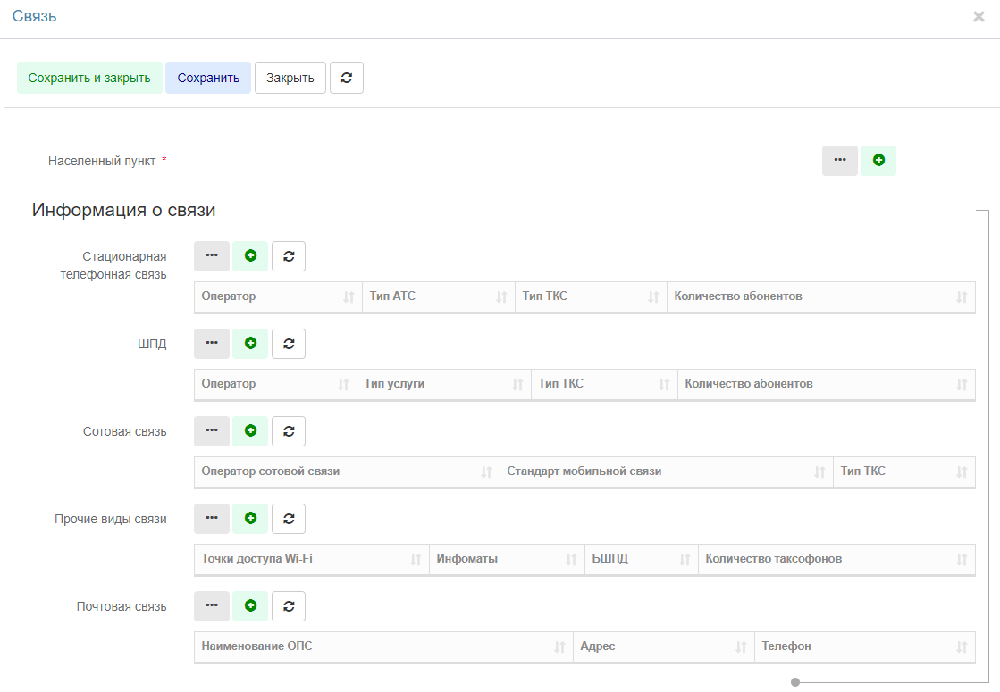 Связь
Сохранить и закрыть Сохранить Закрыть
Населенный пункт *
Информация о связи
Стационарная
телефонная связь
Оператор Тип АТС Тип ТКС Количество абонентов
ШПД
Оператор Тип услуги Тип ТКС Количество абонентов
Сотовая связь
Оператор сотовой связи Стандарт мобильной связи Тип ТКС
Прочие виды связи
Точки доступа Wi-Fi Инфоматы БШПД Количество таксофонов
Почтовая связь
Наименование ОПС Адрес Телефон